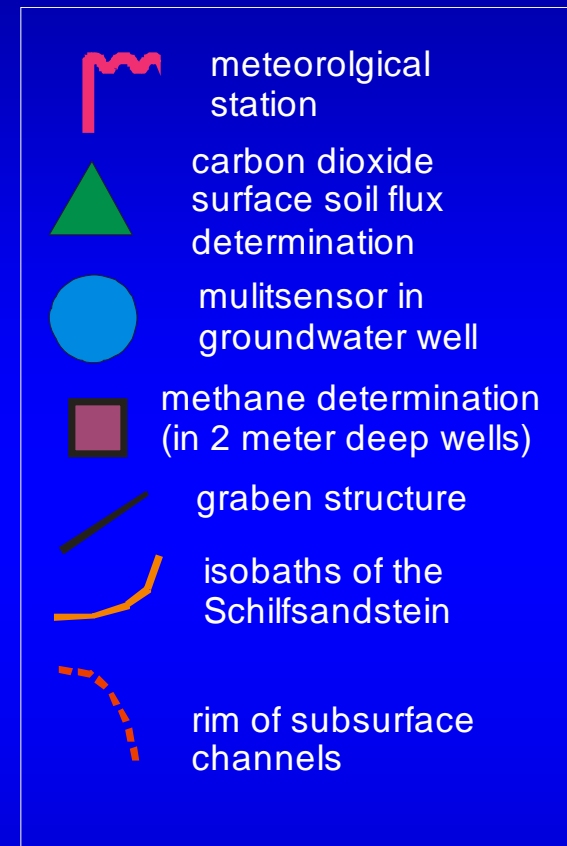 meteorolgical
station
carbon dioxide
surface soil flux
determination
mulitsensor in
groundwater well
methane determination
(in 2 meter deep wells)
graben structure
isobaths of the
Schilfsandstein
rim of subsurface
channels